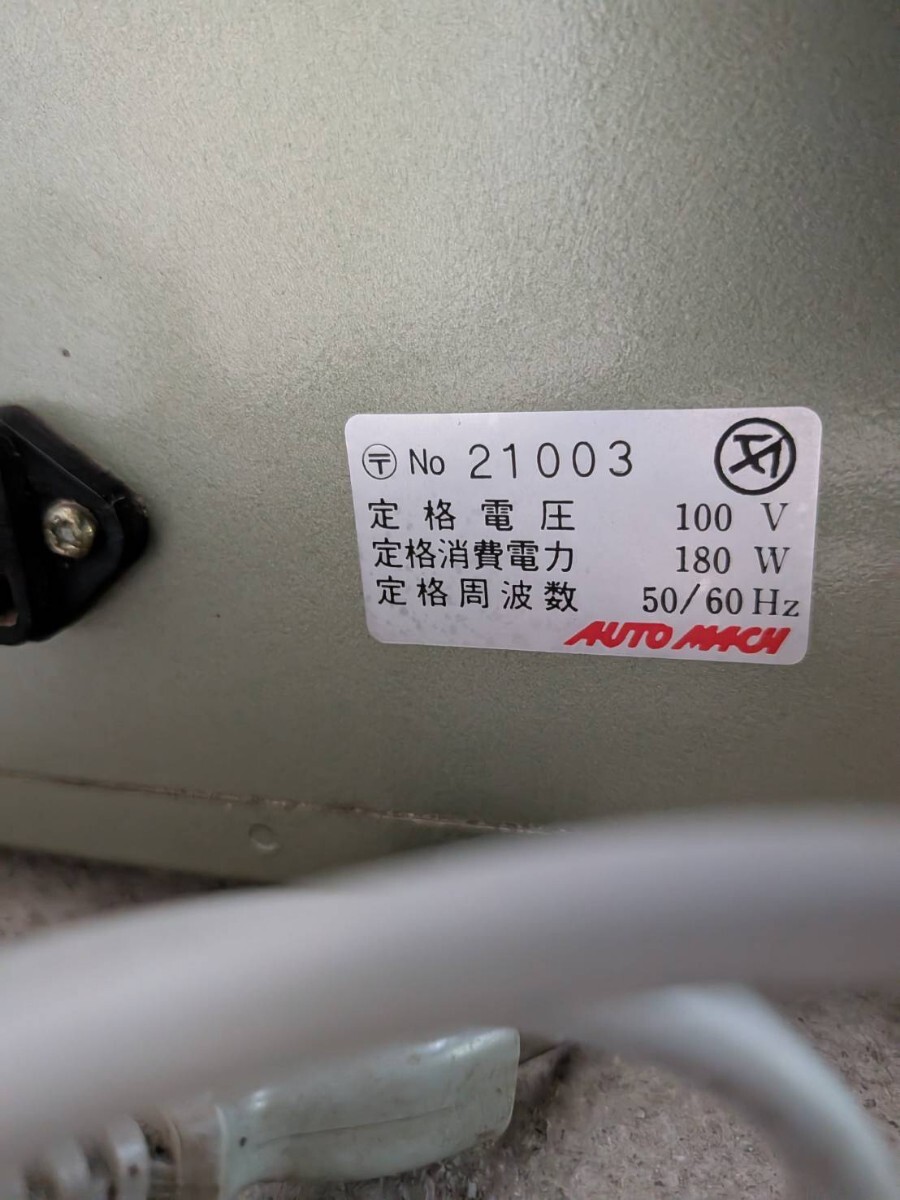 〒 No 21003
定格電圧 100 V
定格消費電力 180 W
定格周波数 50/60 Hz
AUTO MACH